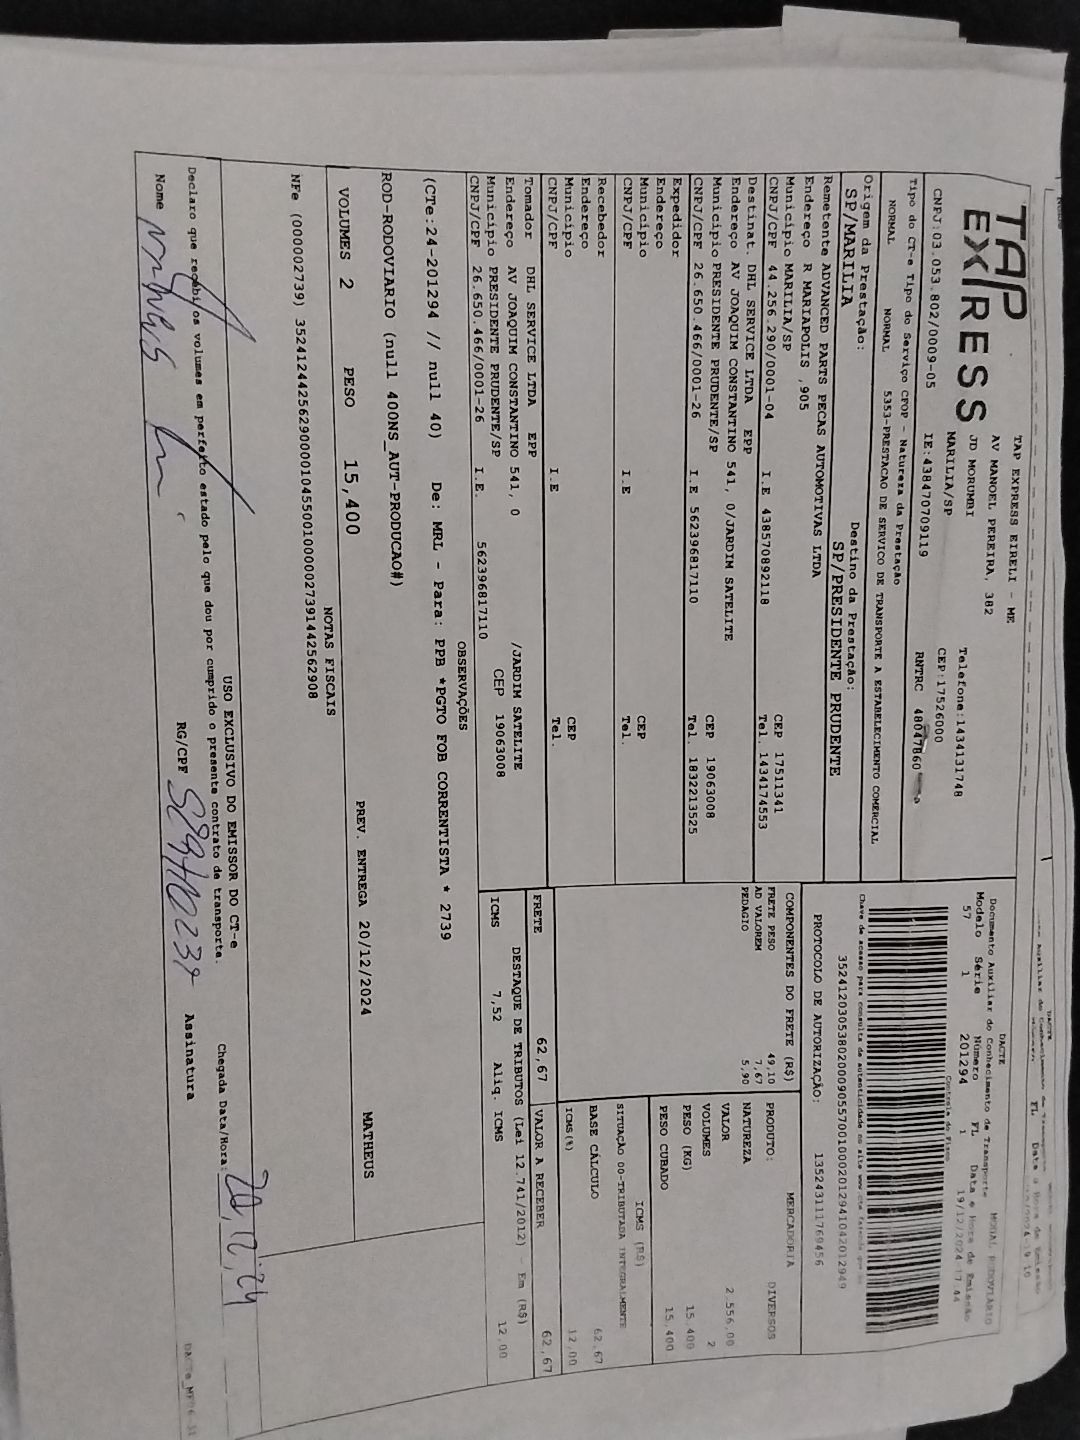 TAP
EXPRESS
TAP EXPRESS EIRELI - ME
AV MANOEL PEREIRA, 382
JD MORUMBI
MARILIA/SP
Telefone:1434131748
CEP:17526000
CNPJ:03.053.802/0009-05 IE:438470709119 RNTRC 48047860
Tipo do CT-e Tipo do Serviço CFOP - Natureza da Prestação
NORMAL NORMAL 5353-PRESTACAO DE SERVICO DE TRANSPORTE A ESTABELECIMENTO COMERCIAL
Origem da Prestação: Destino da Prestação:
SP/MARILIA SP/PRESIDENTE PRUDENTE
Remetente ADVANCED PARTS PECAS AUTOMOTIVAS LTDA
Endereço R MARIAPOLIS ,905
Município MARILIA/SP CEP 17511341
CNPJ/CPF 44.256.290/0001-04 I.E 438570892118 Tel. 1434174553
Destinat. DHL SERVICE LTDA EPP
Endereço AV JOAQUIM CONSTANTINO 541, 0/JARDIM SATELITE
Município PRESIDENTE PRUDENTE/SP CEP 19063008
CNPJ/CPF 26.650.466/0001-26 I.E 562396817110 Tel. 1832213525
Expedidor
Endereço
Município CEP
CNPJ/CPF I.E Tel.
Recebedor
Endereço
Município CEP
CNPJ/CPF I.E Tel.
Tomador DHL SERVICE LTDA EPP
Endereço AV JOAQUIM CONSTANTINO 541, 0 /JARDIM SATELITE
Município PRESIDENTE PRUDENTE/SP CEP 19063008
CNPJ/CPF 26.650.466/0001-26 I.E. 562396817110
DACTE
Documento Auxiliar do Conhecimento de Transporte MODAL RODOVIARIO
Modelo Série Número FL Data e Hora de Emissão
57 1 201294 1 19/12/2024 17:44
Controle do Fisco
Chave de acesso para consulta de autenticidade no site www
35241203053802000905570010002012941042012949
PROTOCOLO DE AUTORIZAÇÃO: 135243111769456
COMPONENTES DO FRETE (R$)
FRETE PESO 49,10
AD VALOREM 7,67
PEDAGIO 5,90
MERCADORIA
PRODUTO: DIVERSOS
NATUREZA
VALOR 2.556,00
VOLUMES 2
PESO (KG) 15,400
PESO CUBADO 15,400
ICMS (R$)
SITUAÇÃO 00-TRIBUTADA INTEGRALMENTE
BASE CÁLCULO 62,67
ICMS (%) 12,00
FRETE 62,67 VALOR A RECEBER 62,67
DESTAQUE DE TRIBUTOS (Lei 12.741/2012) - Em (R$)
ICMS 7,52 Aliq. ICMS 12,00
OBSERVAÇÕES
(CTe:24-201294 // null 40) De: MRL - Para: PPB *PGTO FOB CORRENTISTA * 2739
ROD-RODOVIARIO (null 400NS_AUT-PRODUCAO#)
VOLUMES 2 PESO 15,400 PREV. ENTREGA 20/12/2024 MATHEUS
NOTAS FISCAIS
NFe (000002739) 35241244256290000104550010000027391442562908
USO EXCLUSIVO DO EMISSOR DO CT-e
Declaro que recebi os volumes em perfeito estado pelo que dou por cumprido o presente contrato de transporte.
Chegada Data/Hora: 20,12,24
Nome RG/CPF Assinatura